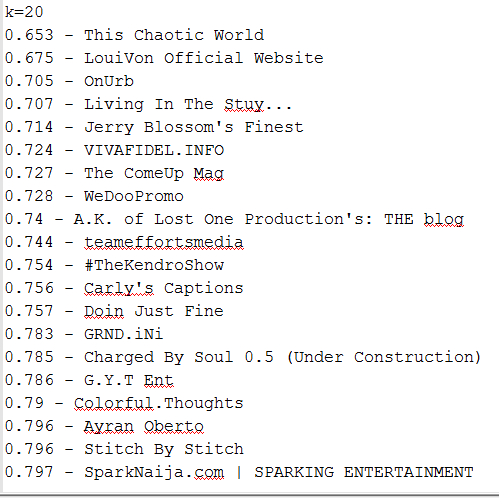 k=20
0.653 - This Chaotic World
0.675 - LouiVon Official Website
0.705 - OnUrb
0.707 - Living In The Stuy...
0.714 - Jerry Blossom's Finest
0.724 - VIVAFIDEL.INFO
0.727 - The ComeUp Mag
0.728 - WeDooPromo
0.74 - A.K. of Lost One Production's: THE blog
0.744 - teameffortsmedia
0.754 - #TheKendroShow
0.756 - Carly's Captions
0.757 - Doin Just Fine
0.783 - GRND.iNi
0.785 - Charged By Soul 0.5 (Under Construction)
0.786 - G.Y.T Ent
0.79 - Colorful.Thoughts
0.796 - Ayran Oberto
0.796 - Stitch By Stitch
0.797 - SparkNaija.com | SPARKING ENTERTAINMENT